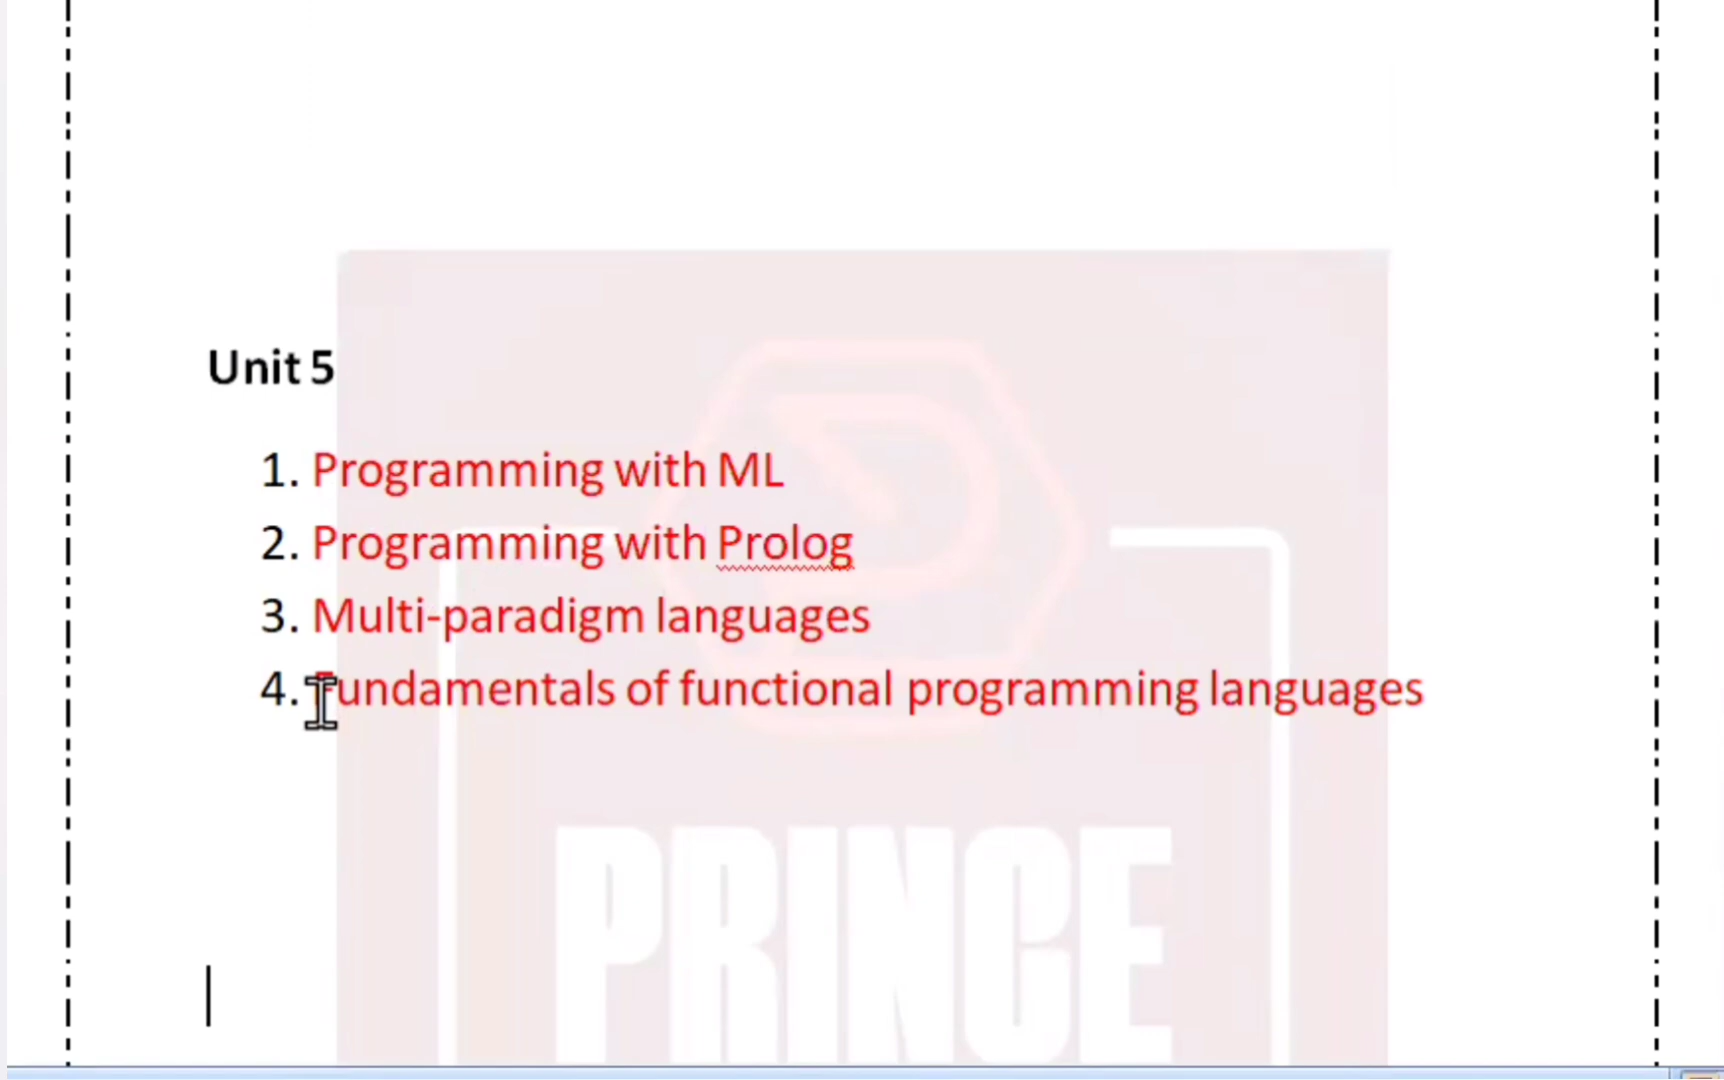 Unit 5
1. Programming with ML
2. Programming with Prolog
3. Multi-paradigm languages
4. Fundamentals of functional programming languages
PRINCE